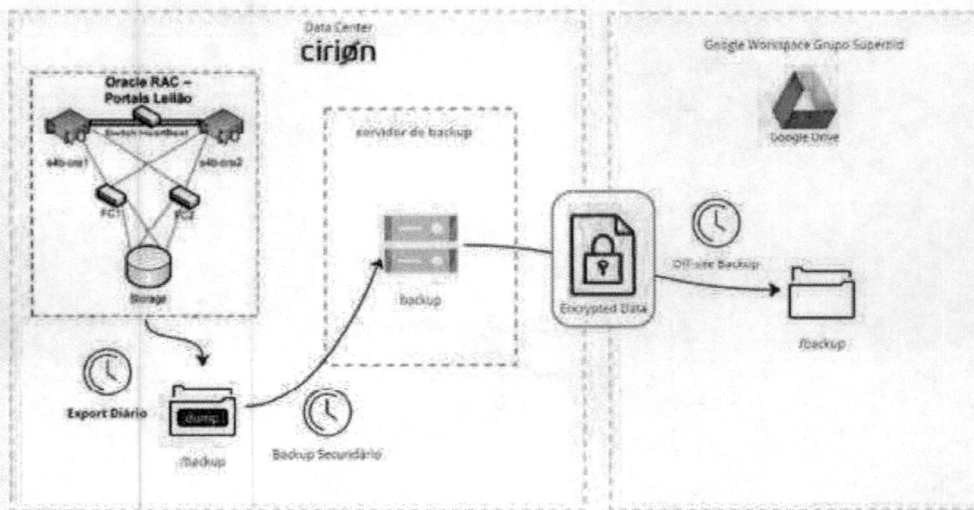 Data Center
cirion
Google Workspace Grupo Superbid
Oracle RAC –
Portais Leilão
Switch HeartBeat
s4b-ora1
s4b-ora2
FC1
FC2
Storage
servidor de backup
backup
Google Drive
Encrypted Data
Off-site Backup
/backup
Export Diário
dump
/backup
Backup Secundário